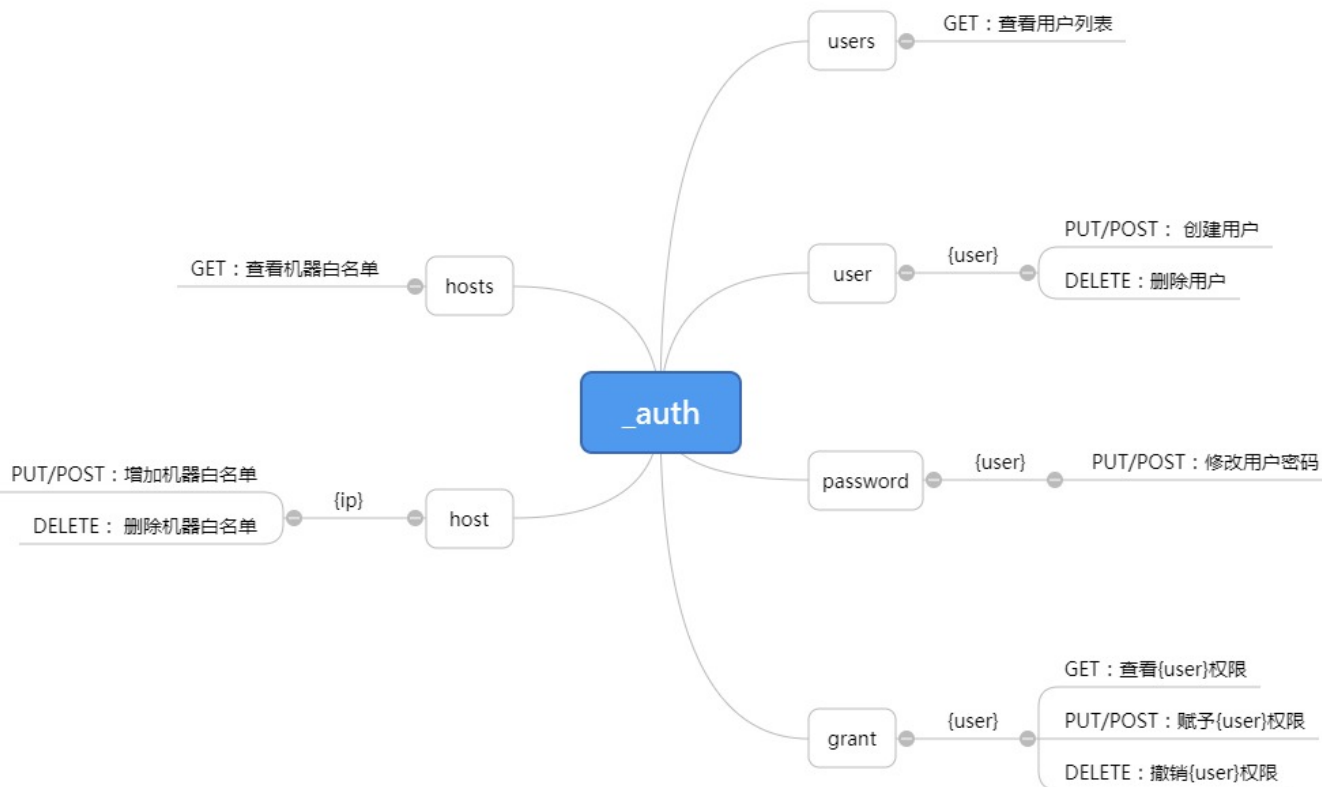 users
GET：查看用户列表
user
{user}
PUT/POST： 创建用户
DELETE：删除用户
GET：查看机器白名单
hosts
_auth
password
{user}
PUT/POST：修改用户密码
PUT/POST：增加机器白名单
DELETE： 删除机器白名单
{ip}
host
grant
{user}
GET：查看{user}权限
PUT/POST：赋予{user}权限
DELETE：撤销{user}权限